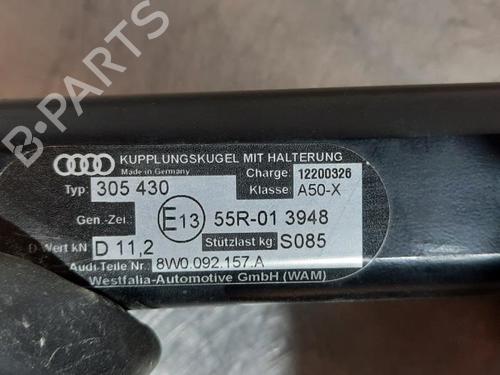 B-PARTS
KUPPLUNGSKUGEL MIT HALTERUNG
Made in Germany
Charge: 12200326
Typ: 305 430 Klasse: A50-X
Gen.-Zei. E13 55R-01 3948
D-Wert kN D 11,2 Stützlast kg: S085
Audi-Teile Nr.: 8W0.092.157.A
Westfalia-Automotive GmbH (WAM)